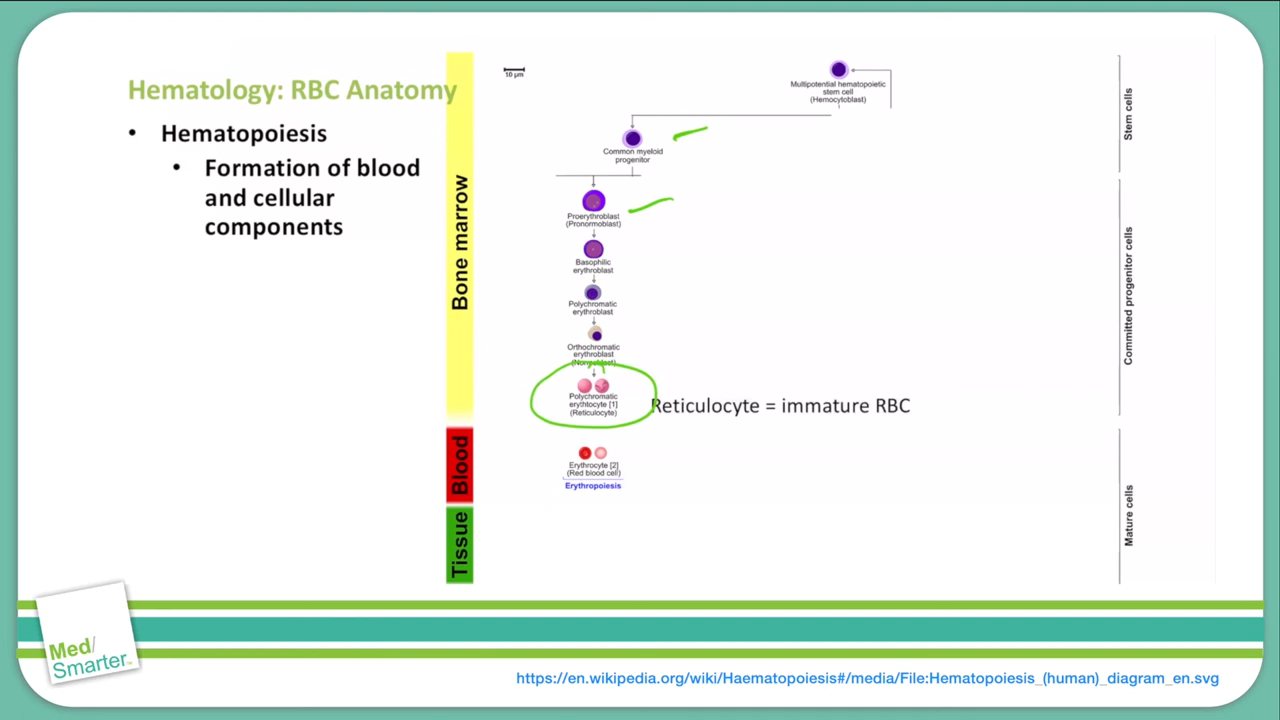 Hematology: RBC Anatomy
• Hematopoiesis
• Formation of blood
and cellular
components
Bone marrow
Blood
Tissue
10 µm
Multipotential hematopoietic
stem cell
(Hemocytoblast)
Common myeloid
progenitor
Proerythroblast
(Pronormoblast)
Basophilic
erythroblast
Polychromatic
erythroblast
Orthochromatic
erythroblast
(Normoblast)
Polychromatic
erythtocyte [1]
(Reticulocyte)
Reticulocyte = immature RBC
Erythrocyte [2]
(Red blood cell)
Erythropoiesis
Stem cells
Committed progenitor cells
Mature cells
Med/
Smarter™
https://en.wikipedia.org/wiki/Haematopoiesis#/media/File:Hematopoiesis_(human)_diagram_en.svg